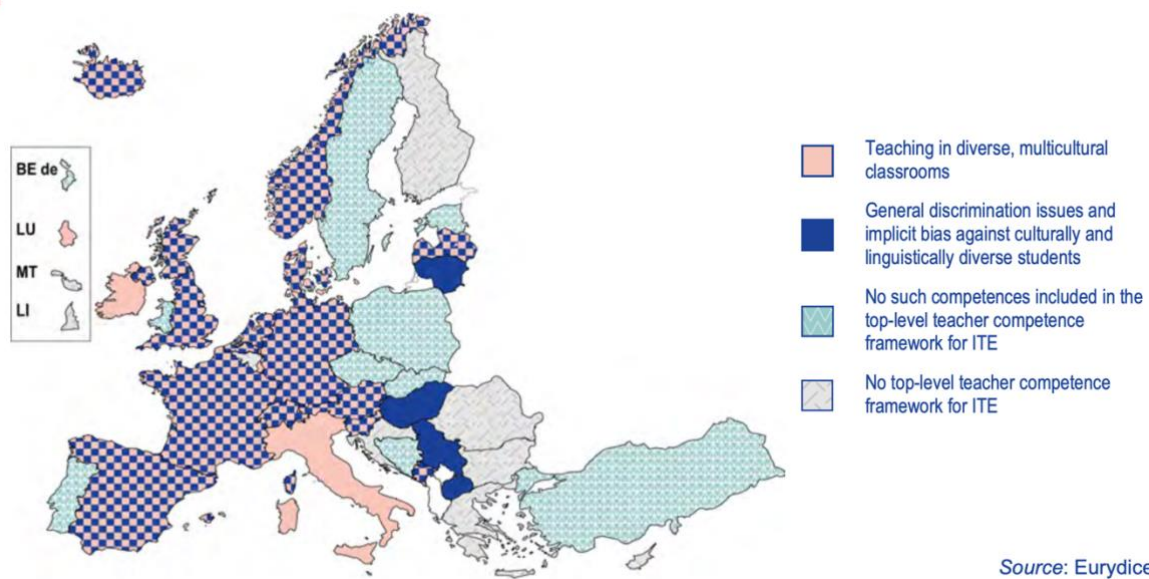 BE de
LU
MT
LI
Teaching in diverse, multicultural
classrooms
General discrimination issues and
implicit bias against culturally and
linguistically diverse students
No such competences included in the
top-level teacher competence
framework for ITE
No top-level teacher competence
framework for ITE
Source: Eurydice